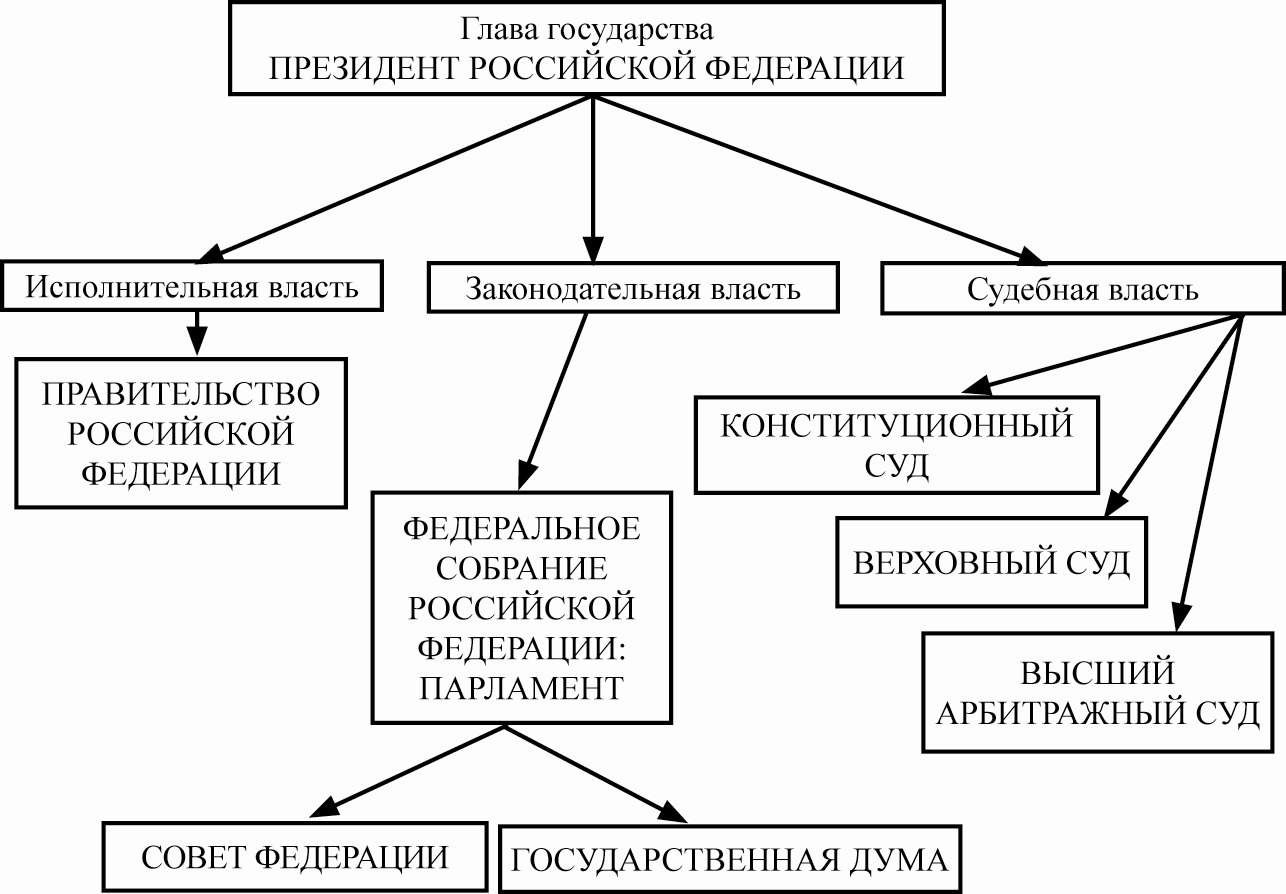 Глава государства
ПРЕЗИДЕНТ РОССИЙСКОЙ ФЕДЕРАЦИИ
Исполнительная власть
Законодательная власть
Судебная власть
ПРАВИТЕЛЬСТВО
РОССИЙСКОЙ
ФЕДЕРАЦИИ
КОНСТИТУЦИОННЫЙ
СУД
ФЕДЕРАЛЬНОЕ
СОБРАНИЕ
РОССИЙСКОЙ
ФЕДЕРАЦИИ:
ПАРЛАМЕНТ
ВЕРХОВНЫЙ СУД
ВЫСШИЙ
АРБИТРАЖНЫЙ СУД
СОВЕТ ФЕДЕРАЦИИ
ГОСУДАРСТВЕННАЯ ДУМА